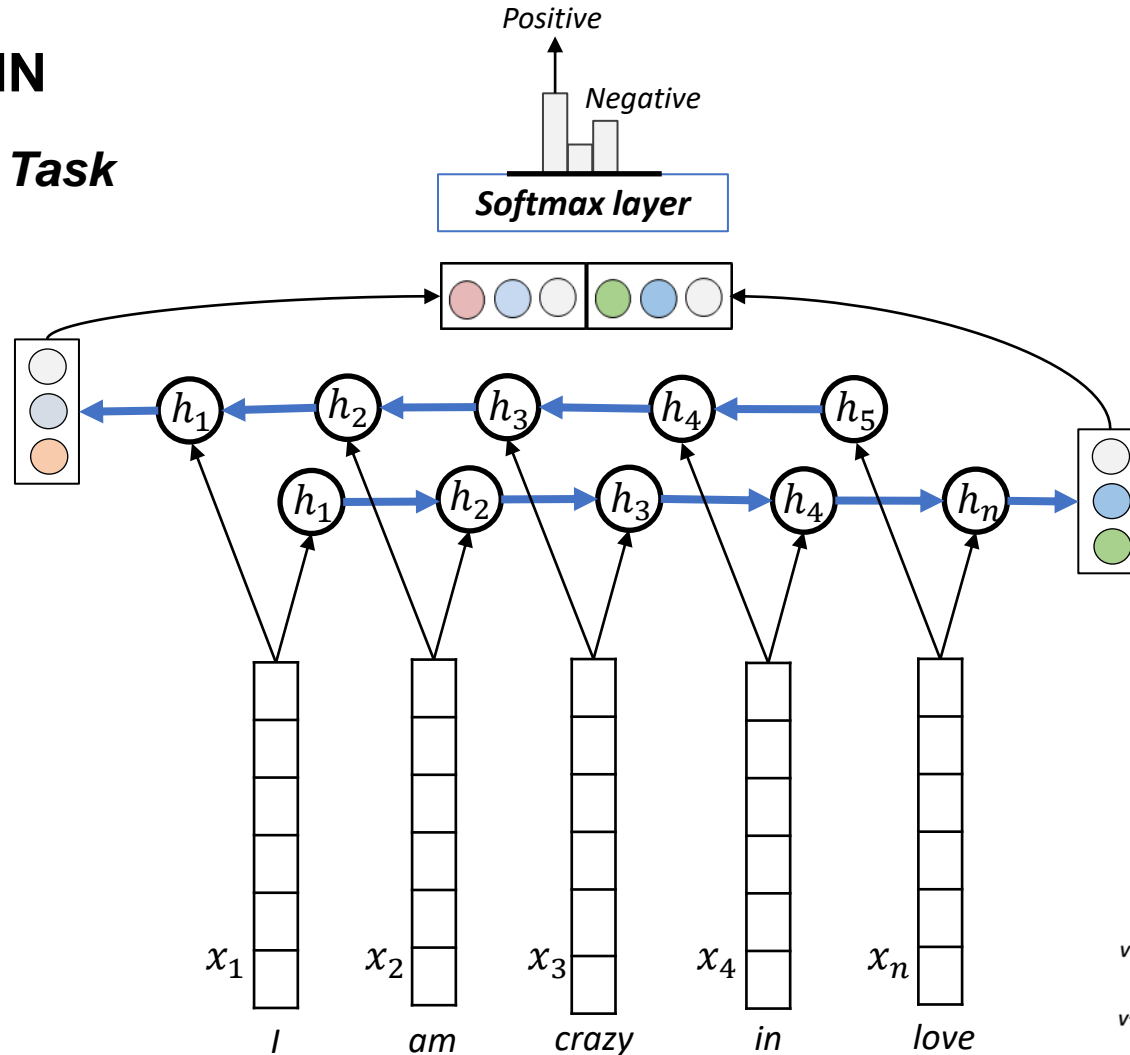 Positive
IN
Negative
Task
Softmax layer
h₁ h₂ h₃ h₄ h₅
h₁ h₂ h₃ h₄ hₙ
x₁ x₂ x₃ x₄ xₙ
I am crazy in love